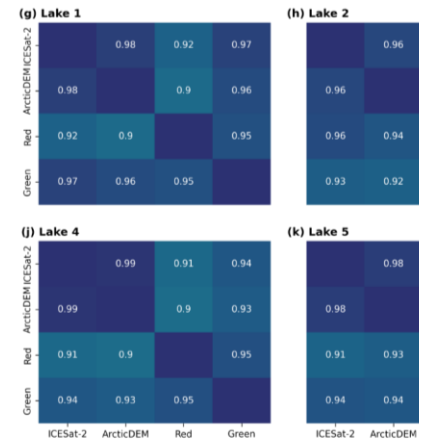 (g) Lake 1
(h) Lake 2
ICESat-2
0.98
0.92
0.97
0.96
ArcticDEM
0.98
0.9
0.96
0.96
Red
0.92
0.9
0.95
0.96
0.94
Green
0.97
0.96
0.95
0.93
0.92
(j) Lake 4
(k) Lake 5
ICESat-2
0.99
0.91
0.94
0.98
ArcticDEM
0.99
0.9
0.93
0.98
Red
0.91
0.9
0.95
0.91
0.93
Green
0.94
0.93
0.95
0.94
0.94
ICESat-2
ArcticDEM
Red
Green
ICESat-2
ArcticDEM